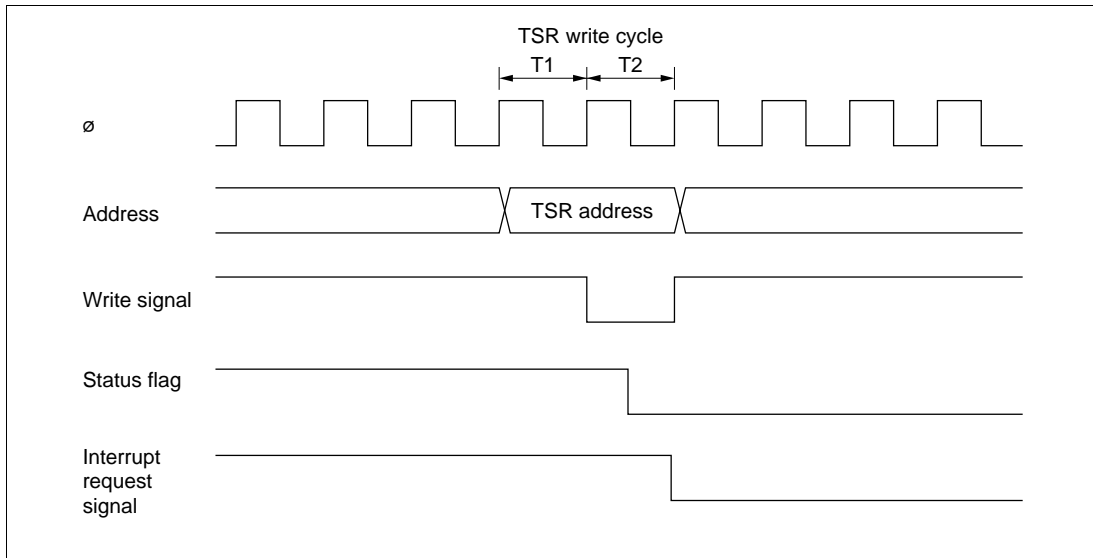 TSR write cycle
T1 T2
ø
Address
TSR address
Write signal
Status flag
Interrupt
request
signal